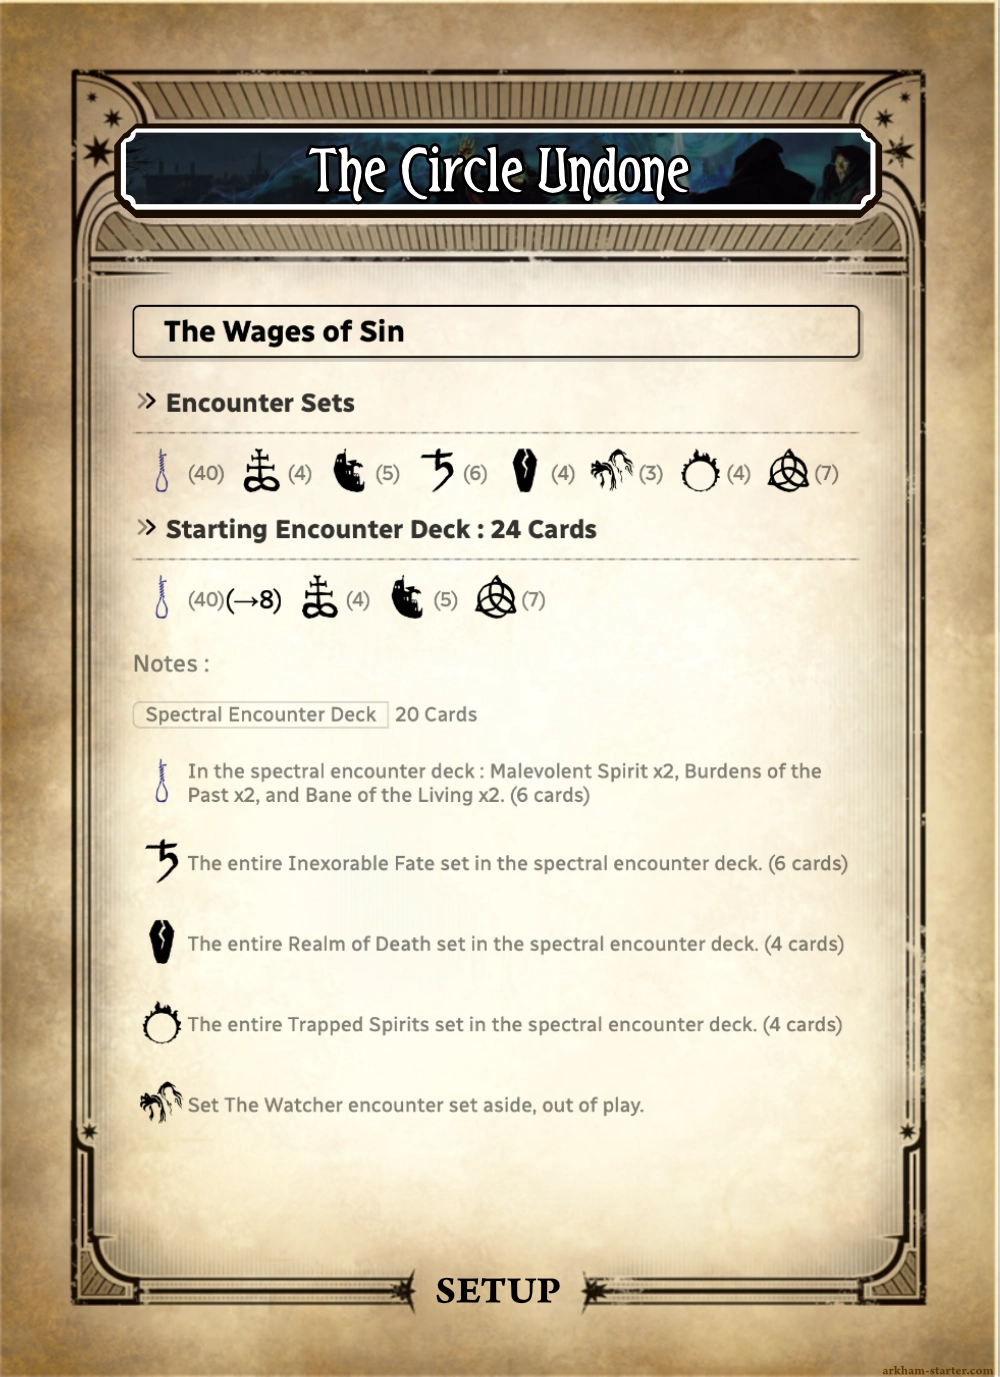 The Circle Undone
The Wages of Sin
» Encounter Sets
(40) (4) (5) (6) (4) (3) (4) (7)
» Starting Encounter Deck : 24 Cards
(40)(→8) (4) (5) (7)
Notes :
Spectral Encounter Deck 20 Cards
In the spectral encounter deck : Malevolent Spirit x2, Burdens of the
Past x2, and Bane of the Living x2. (6 cards)
The entire Inexorable Fate set in the spectral encounter deck. (6 cards)
The entire Realm of Death set in the spectral encounter deck. (4 cards)
The entire Trapped Spirits set in the spectral encounter deck. (4 cards)
Set The Watcher encounter set aside, out of play.
SETUP
arkham-starter.com